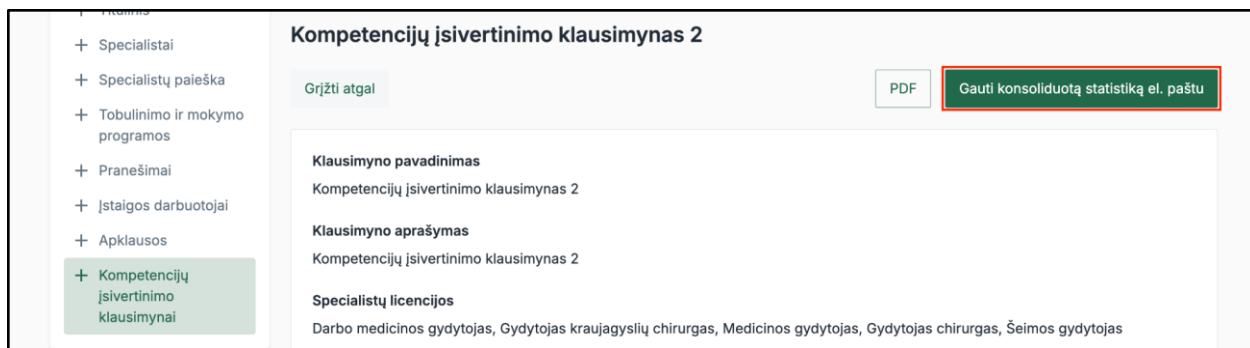 Titulinis
Specialistai
Specialistų paieška
Tobulinimo ir mokymo
programos
Pranešimai
Įstaigos darbuotojai
Apklausos
Kompetencijų
įsivertinimo
klausimynai
Kompetencijų įsivertinimo klausimynas 2
Grįžti atgal
PDF
Gauti konsoliduotą statistiką el. paštu
Klausimyno pavadinimas
Kompetencijų įsivertinimo klausimynas 2
Klausimyno aprašymas
Kompetencijų įsivertinimo klausimynas 2
Specialistų licencijos
Darbo medicinos gydytojas, Gydytojas kraujagyslių chirurgas, Medicinos gydytojas, Gydytojas chirurgas, Šeimos gydytojas